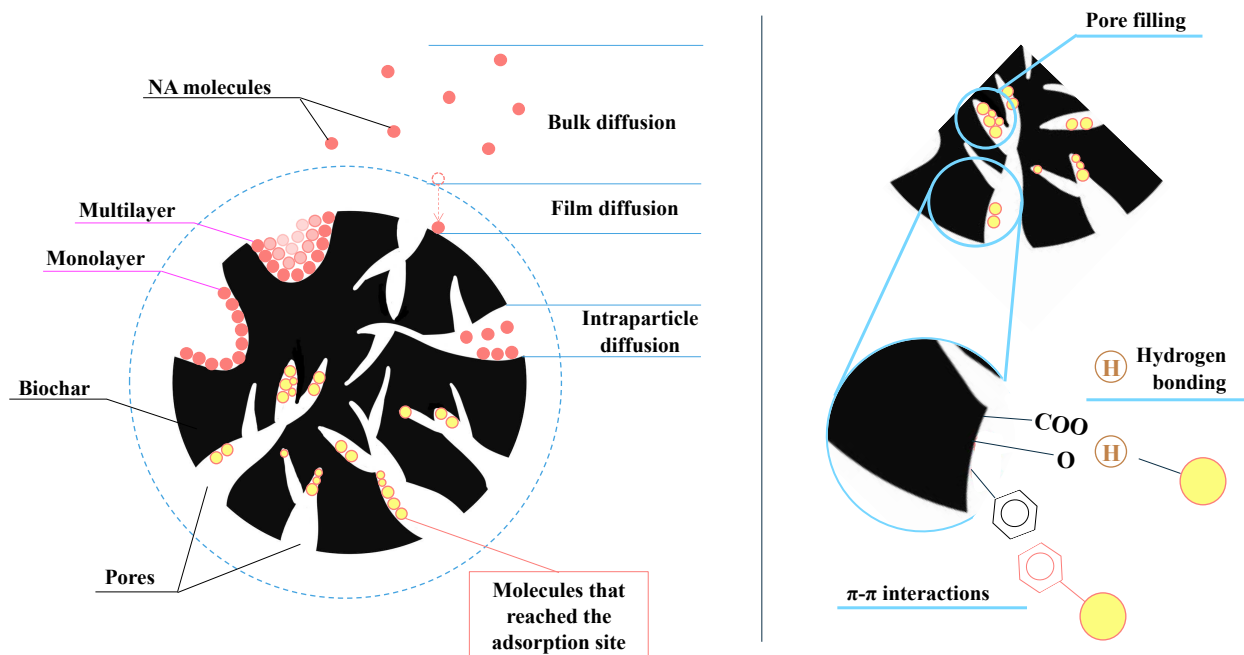 NA molecules
Bulk diffusion
Film diffusion
Multilayer
Monolayer
Intraparticle
diffusion
Biochar
Pores
Molecules that
reached the
adsorption site
Pore filling
H
Hydrogen
bonding
COO
O
H
π-π interactions